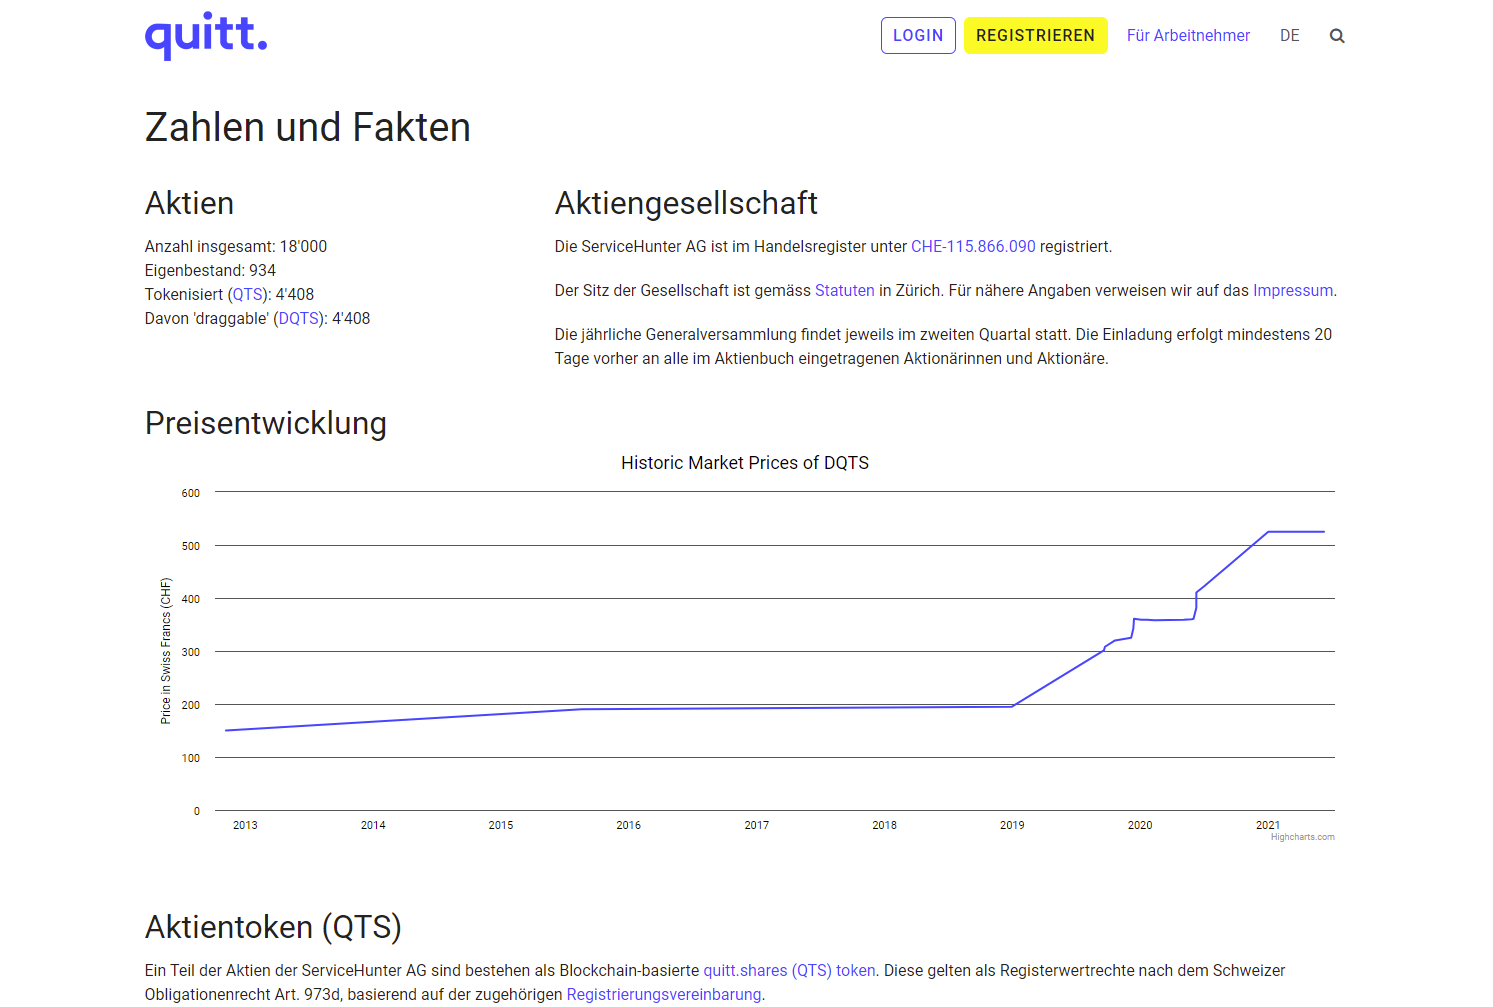 quitt.
LOGIN
REGISTRIEREN
Für Arbeitnehmer
DE
Zahlen und Fakten
Aktien
Anzahl insgesamt: 18'000
Eigenbestand: 934
Tokenisiert (QTS): 4'408
Davon 'draggable' (DQTS): 4'408
Aktiengesellschaft
Die ServiceHunter AG ist im Handelsregister unter CHE-115.866.090 registriert.
Der Sitz der Gesellschaft ist gemäss Statuten in Zürich. Für nähere Angaben verweisen wir auf das Impressum.
Die jährliche Generalversammlung findet jeweils im zweiten Quartal statt. Die Einladung erfolgt mindestens 20
Tage vorher an alle im Aktienbuch eingetragenen Aktionärinnen und Aktionäre.
Preisentwicklung
Historic Market Prices of DQTS
Price in Swiss Francs (CHF)
600
500
400
300
200
100
0
2013
2014
2015
2016
2017
2018
2019
2020
2021
Highcharts.com
Aktientoken (QTS)
Ein Teil der Aktien der ServiceHunter AG sind bestehen als Blockchain-basierte quitt.shares (QTS) token. Diese gelten als Registerwertrechte nach dem Schweizer
Obligationenrecht Art. 973d, basierend auf der zugehörigen Registrierungsvereinbarung.